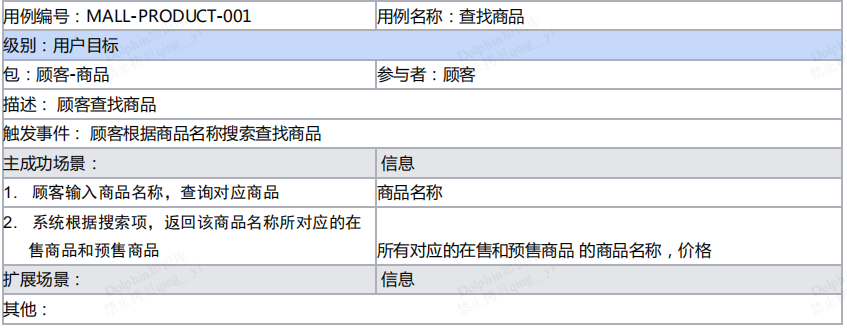 用例编号：MALL-PRODUCT-001 用例名称：查找商品
级别：用户目标
包：顾客-商品 参与者：顾客
描述： 顾客查找商品
触发事件： 顾客根据商品名称搜索查找商品
主成功场景： 信息
1. 顾客输入商品名称，查询对应商品 商品名称
2. 系统根据搜索项，返回该商品名称所对应的在
售商品和预售商品
所有对应的在售和预售商品 的商品名称，价格
扩展场景： 信息
其他：